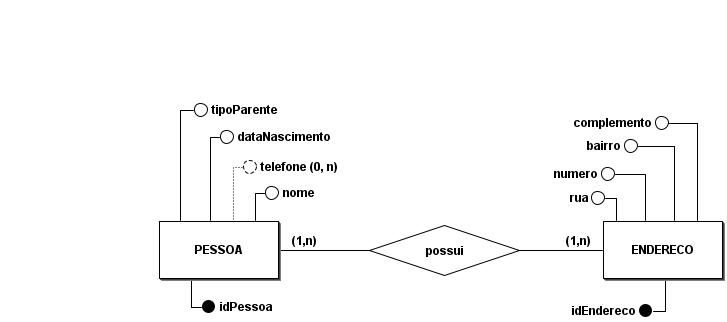 tipoParente
complemento
dataNascimento
bairro
telefone (0, n)
numero
nome
rua
PESSOA
(1,n)
possui
(1,n)
ENDERECO
idPessoa
idEndereco